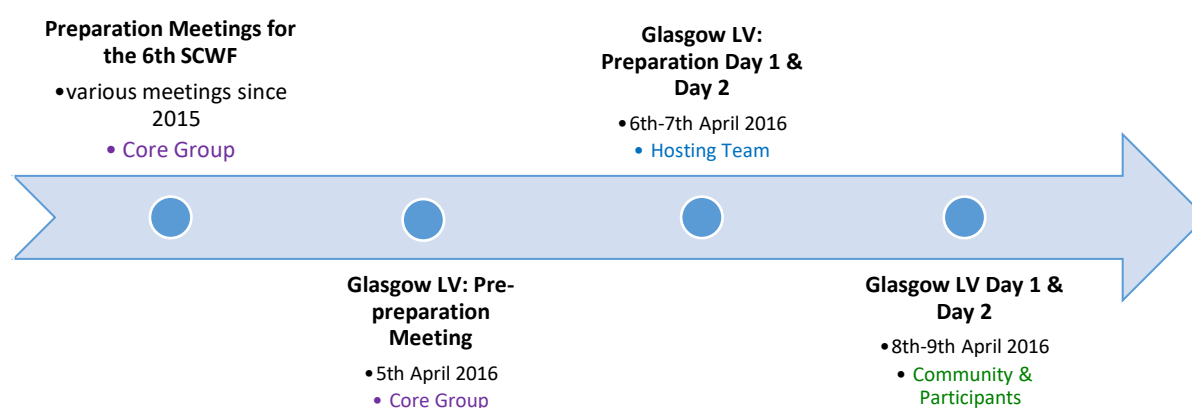 Preparation Meetings for
the 6th SCWF
•various meetings since
2015
• Core Group
Glasgow LV: Pre-
preparation
Meeting
•5th April 2016
• Core Group
Glasgow LV:
Preparation Day 1 &
Day 2
•6th-7th April 2016
• Hosting Team
Glasgow LV Day 1 &
Day 2
•8th-9th April 2016
• Community &
Participants